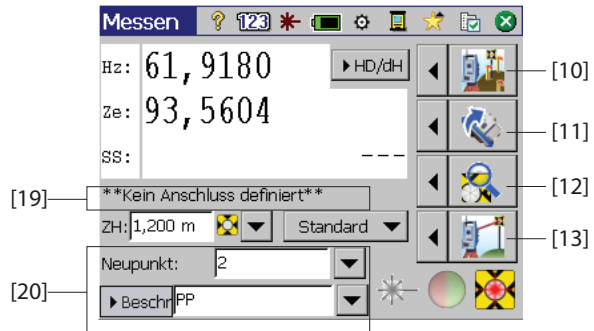 Messen ? 123
Hz: 61,9180 HD/dH
Ze: 93,5604
SS: ---
**Kein Anschluss definiert**
ZH: 1,200 m Standard
Neupunkt: 2
Beschr PP
[10]
[11]
[12]
[13]
[19]
[20]